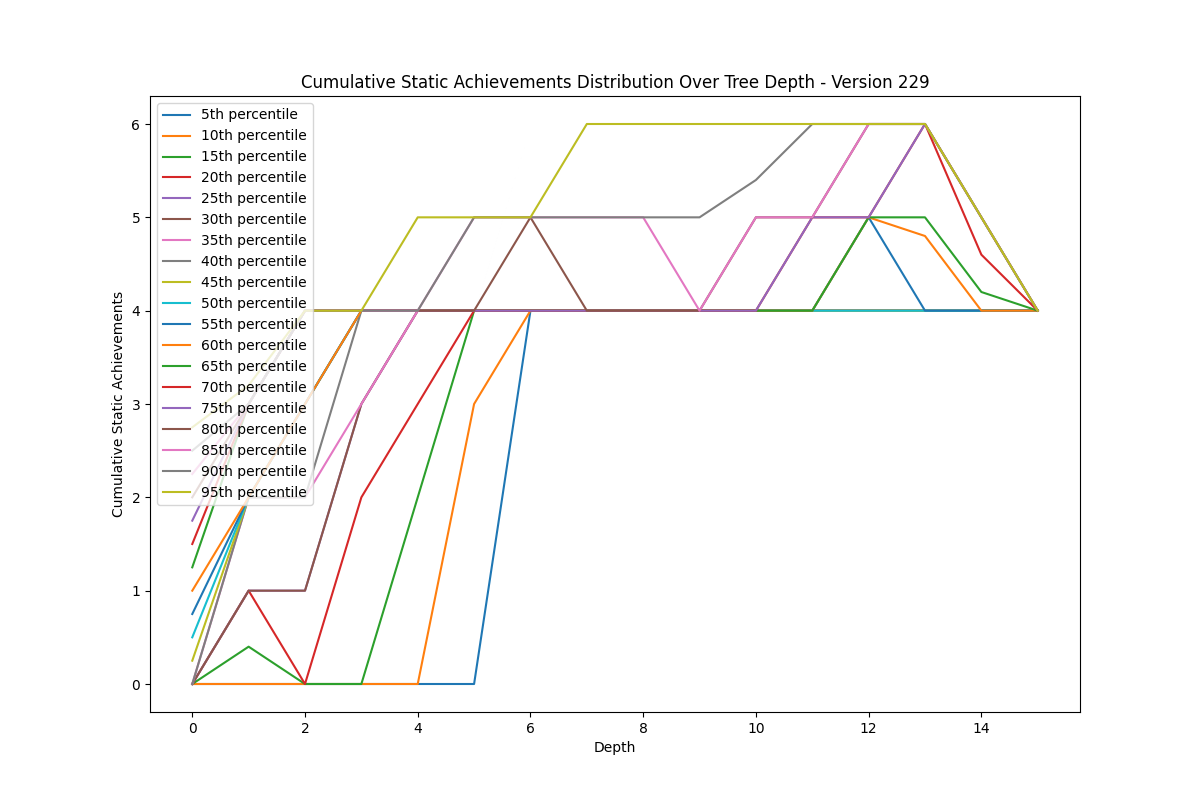 Cumulative Static Achievements Distribution Over Tree Depth - Version 229
6
5
4
3
2
1
0
Cumulative Static Achievements
5th percentile
10th percentile
15th percentile
20th percentile
25th percentile
30th percentile
35th percentile
40th percentile
45th percentile
50th percentile
55th percentile
60th percentile
65th percentile
70th percentile
75th percentile
80th percentile
85th percentile
90th percentile
95th percentile
0 2 4 6 8 10 12 14
Depth